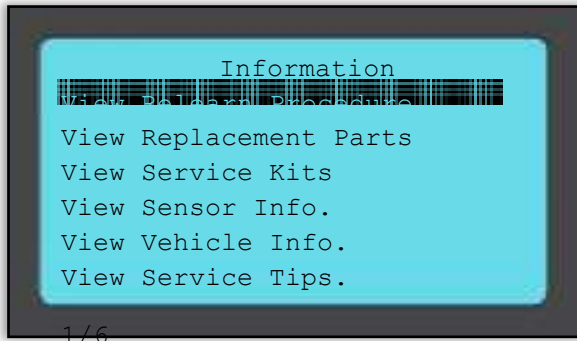 Information
View Relearn Procedure
View Replacement Parts
View Service Kits
View Sensor Info.
View Vehicle Info.
View Service Tips.
1/6